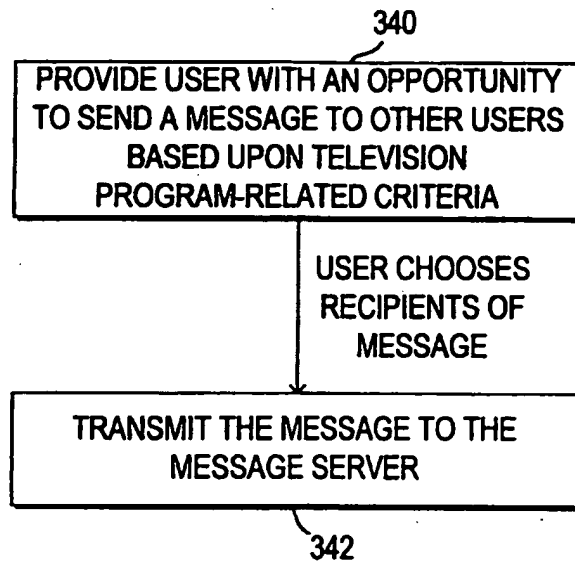 340
PROVIDE USER WITH AN OPPORTUNITY
TO SEND A MESSAGE TO OTHER USERS
BASED UPON TELEVISION
PROGRAM-RELATED CRITERIA
USER CHOOSES
RECIPIENTS OF
MESSAGE
TRANSMIT THE MESSAGE TO THE
MESSAGE SERVER
342